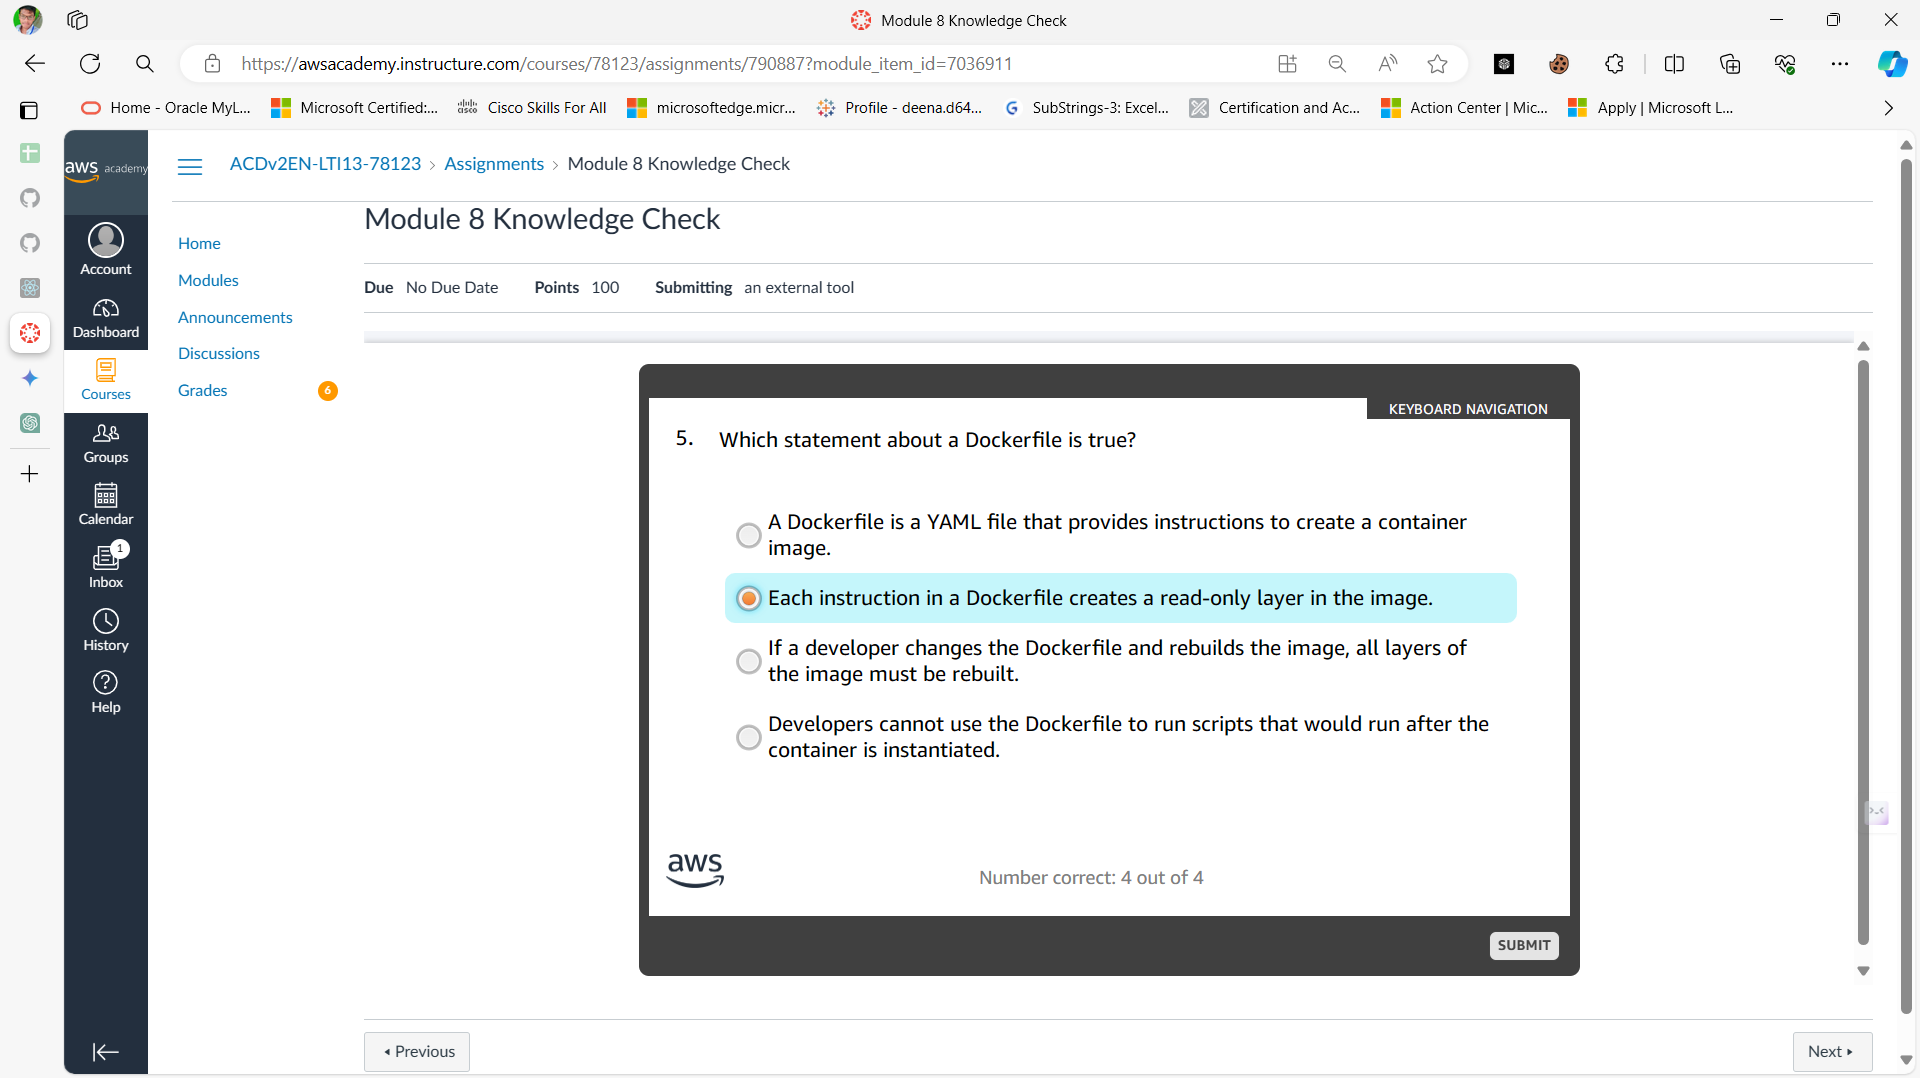 Module 8 Knowledge Check
https://awsacademy.instructure.com/courses/78123/assignments/790887?module_item_id=7036911
Home - Oracle MyL...
Microsoft Certified:...
Cisco Skills For All
microsoftedge.micr...
Profile - deena.d64...
SubStrings-3: Excel...
Certification and Ac...
Action Center | Mic...
Apply | Microsoft L...
aws academy
ACDv2EN-LTI13-78123 › Assignments › Module 8 Knowledge Check
Account
Dashboard
Courses
Groups
Calendar
1
Inbox
History
Help
Home
Modules
Announcements
Discussions
Grades
6
Module 8 Knowledge Check
Due No Due Date Points 100 Submitting an external tool
KEYBOARD NAVIGATION
5. Which statement about a Dockerfile is true?
A Dockerfile is a YAML file that provides instructions to create a container
image.
Each instruction in a Dockerfile creates a read-only layer in the image.
If a developer changes the Dockerfile and rebuilds the image, all layers of
the image must be rebuilt.
Developers cannot use the Dockerfile to run scripts that would run after the
container is instantiated.
aws
Number correct: 4 out of 4
SUBMIT
Previous
Next